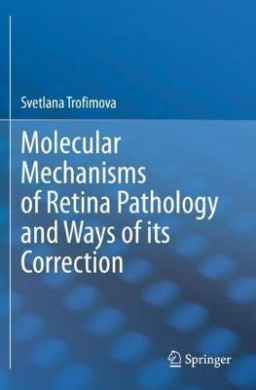 Svetlana Trofimova
Molecular
Mechanisms
of Retina Pathology
and Ways of its
Correction
Springer